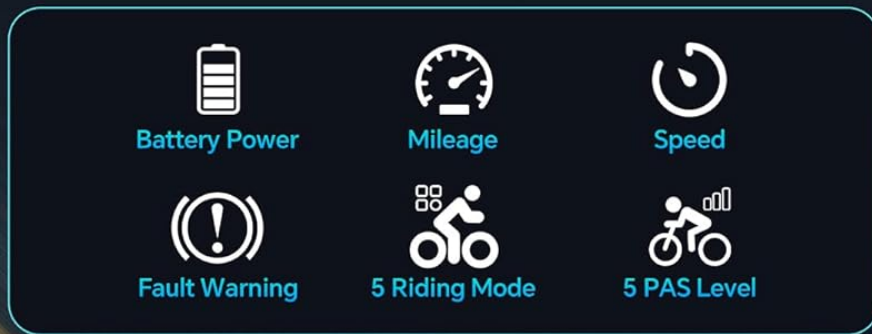 Battery Power
Mileage
Speed
Fault Warning
5 Riding Mode
5 PAS Level